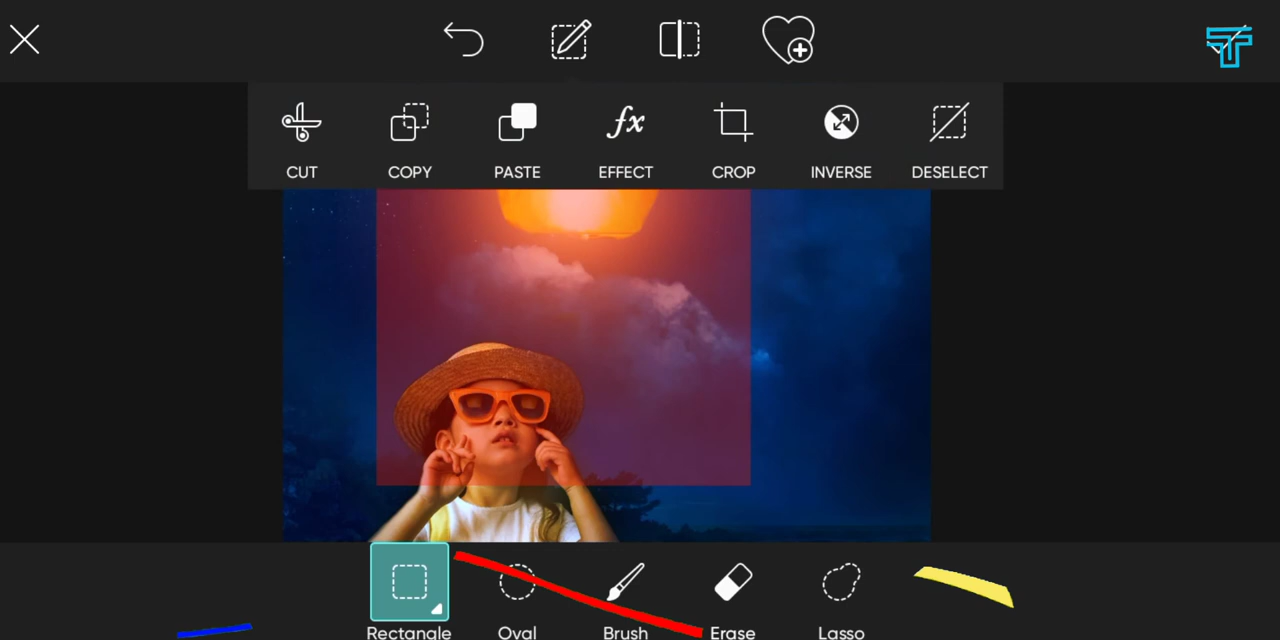 CUT COPY PASTE EFFECT CROP INVERSE DESELECT
Rectangle Oval Brush Erase Lasso